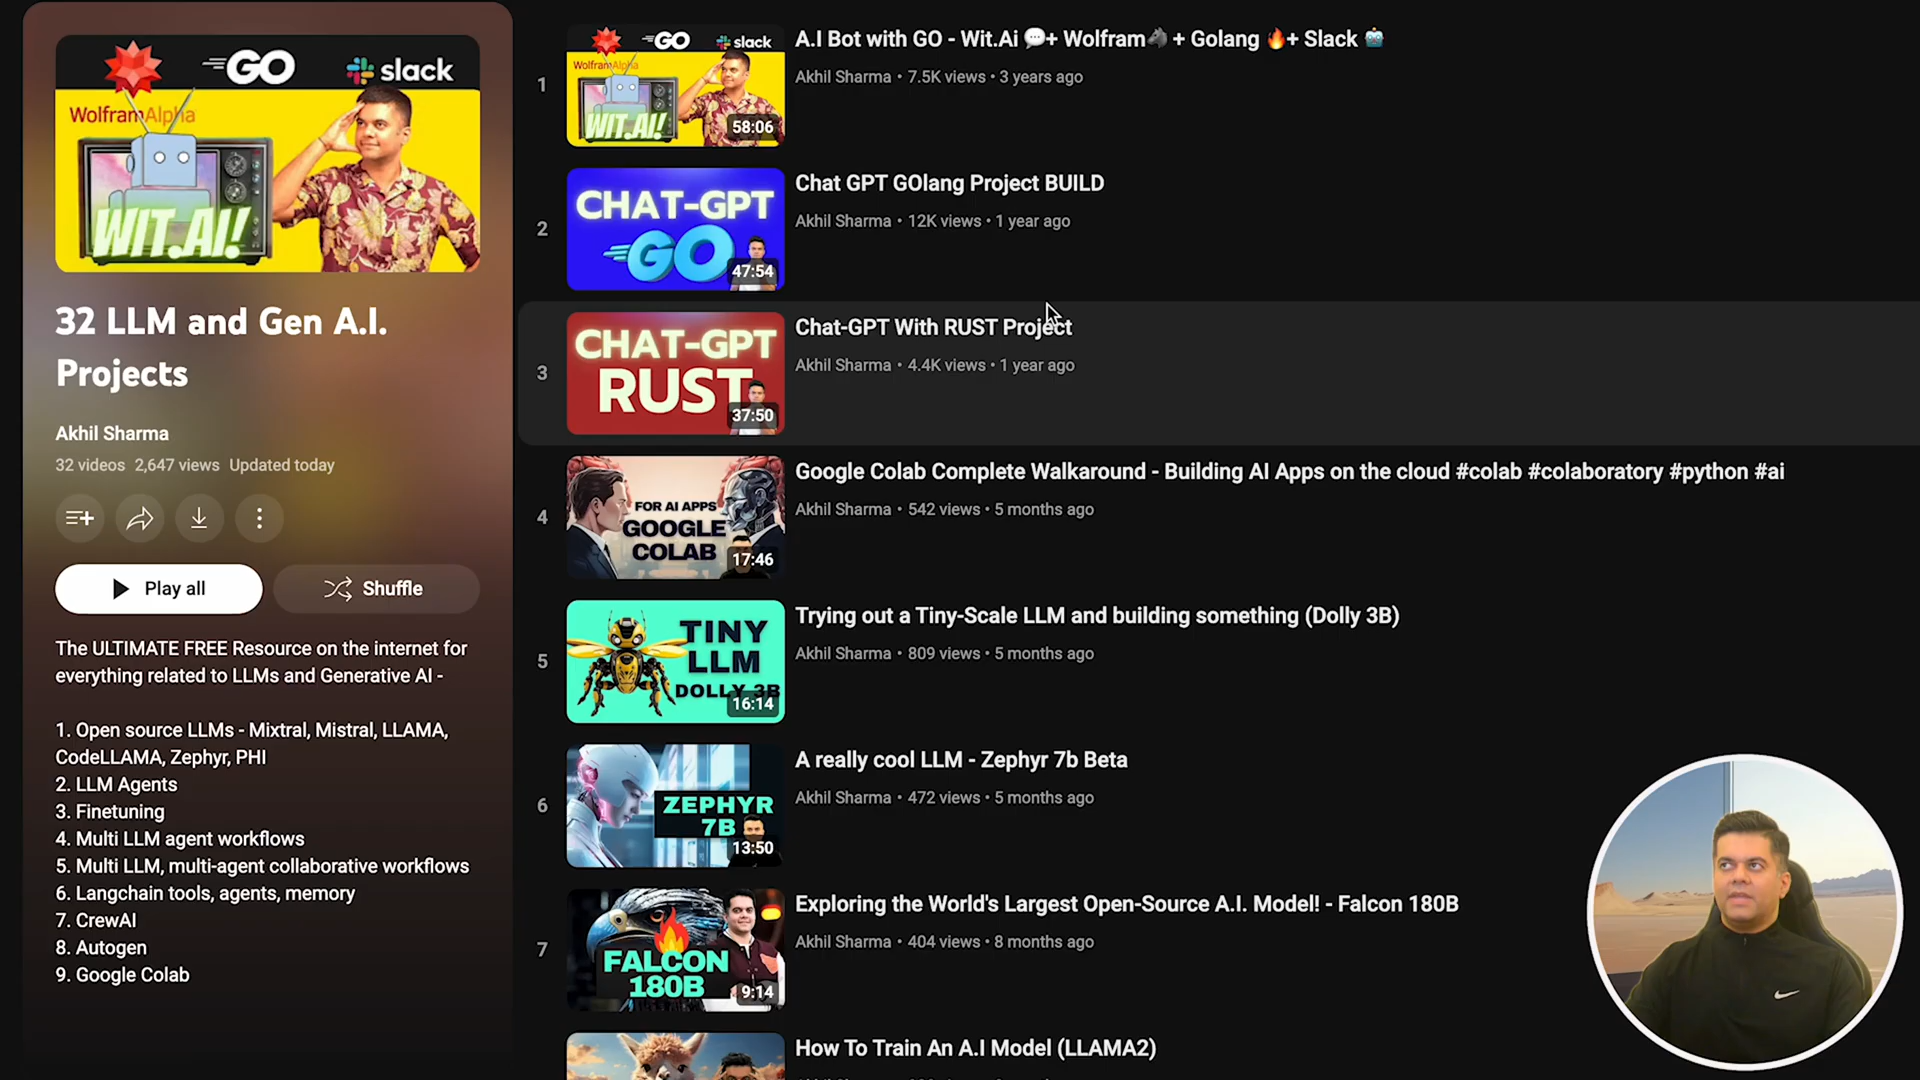 GO
slack
WolframAlpha
WIT.AI!
32 LLM and Gen A.I.
Projects
Akhil Sharma
32 videos 2,647 views Updated today
Play all
Shuffle
The ULTIMATE FREE Resource on the internet for
everything related to LLMs and Generative AI -
1. Open source LLMs - Mixtral, Mistral, LLAMA,
CodeLLAMA, Zephyr, PHI
2. LLM Agents
3. Finetuning
4. Multi LLM agent workflows
5. Multi LLM, multi-agent collaborative workflows
6. Langchain tools, agents, memory
7. CrewAI
8. Autogen
9. Google Colab
1
GO
slack
WolframAlpha
WIT.AI!
58:06
A.I Bot with GO - Wit.Ai 💬+ Wolfram🐴 + Golang 🔥+ Slack 🤖
Akhil Sharma • 7.5K views • 3 years ago
2
CHAT-GPT
GO
47:54
Chat GPT GOlang Project BUILD
Akhil Sharma • 12K views • 1 year ago
3
CHAT-GPT
RUST
37:50
Chat-GPT With RUST Project
Akhil Sharma • 4.4K views • 1 year ago
4
FOR AI APPS
GOOGLE
COLAB
17:46
Google Colab Complete Walkaround - Building AI Apps on the cloud #colab #colaboratory #python #ai
Akhil Sharma • 542 views • 5 months ago
5
TINY
LLM
DOLLY 3B
16:14
Trying out a Tiny-Scale LLM and building something (Dolly 3B)
Akhil Sharma • 809 views • 5 months ago
6
ZEPHYR
7B
13:50
A really cool LLM - Zephyr 7b Beta
Akhil Sharma • 472 views • 5 months ago
7
FALCON
180B
9:14
Exploring the World's Largest Open-Source A.I. Model! - Falcon 180B
Akhil Sharma • 404 views • 8 months ago
How To Train An A.I Model (LLAMA2)